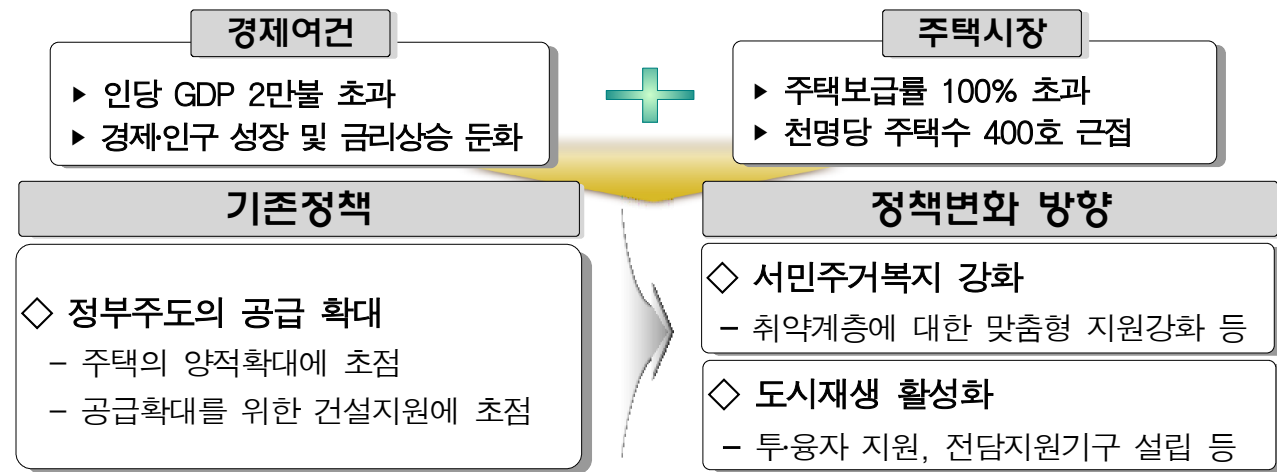 경제여건
▶ 인당 GDP 2만불 초과
▶ 경제·인구 성장 및 금리상승 둔화
주택시장
▶ 주택보급률 100% 초과
▶ 천명당 주택수 400호 근접
기존정책
◇ 정부주도의 공급 확대
– 주택의 양적확대에 초점
– 공급확대를 위한 건설지원에 초점
정책변화 방향
◇ 서민주거복지 강화
– 취약계층에 대한 맞춤형 지원강화 등
◇ 도시재생 활성화
– 투·융자 지원, 전담지원기구 설립 등